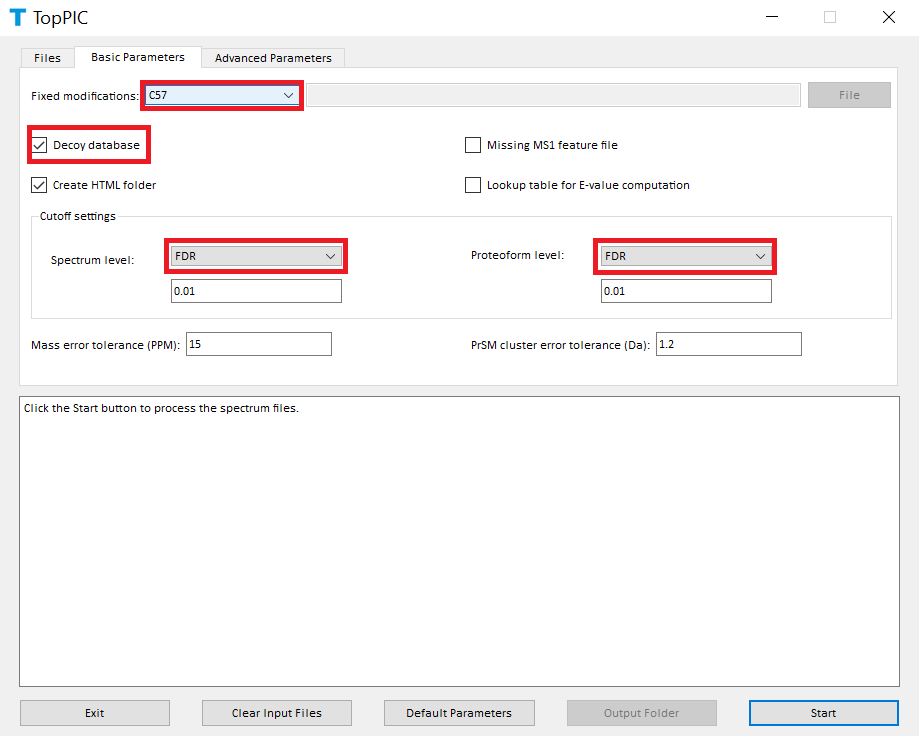 TopPIC
Files Basic Parameters Advanced Parameters
Fixed modifications: C57 File
Decoy database Missing MS1 feature file
Create HTML folder Lookup table for E-value computation
Cutoff settings
Spectrum level: FDR Proteoform level: FDR
0.01 0.01
Mass error tolerance (PPM): 15 PrSM cluster error tolerance (Da): 1.2
Click the Start button to process the spectrum files.
Exit Clear Input Files Default Parameters Output Folder Start